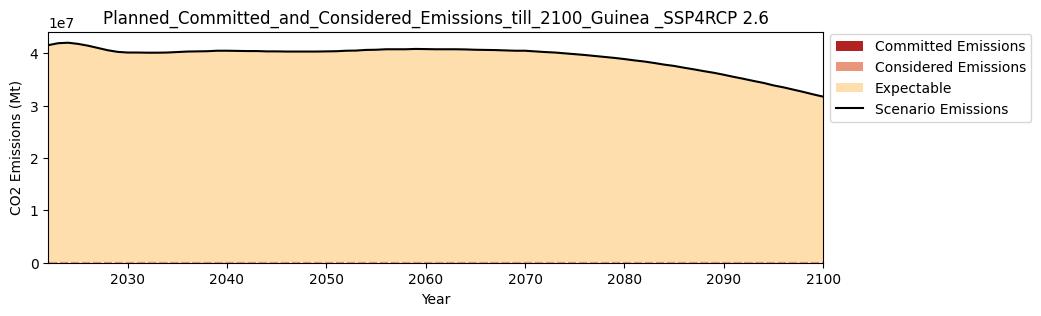 Planned_Committed_and_Considered_Emissions_till_2100_Guinea _SSP4RCP 2.6
1e7
4
3
2
1
0
CO2 Emissions (Mt)
2030 2040 2050 2060 2070 2080 2090 2100
Year
Committed Emissions
Considered Emissions
Expectable
Scenario Emissions